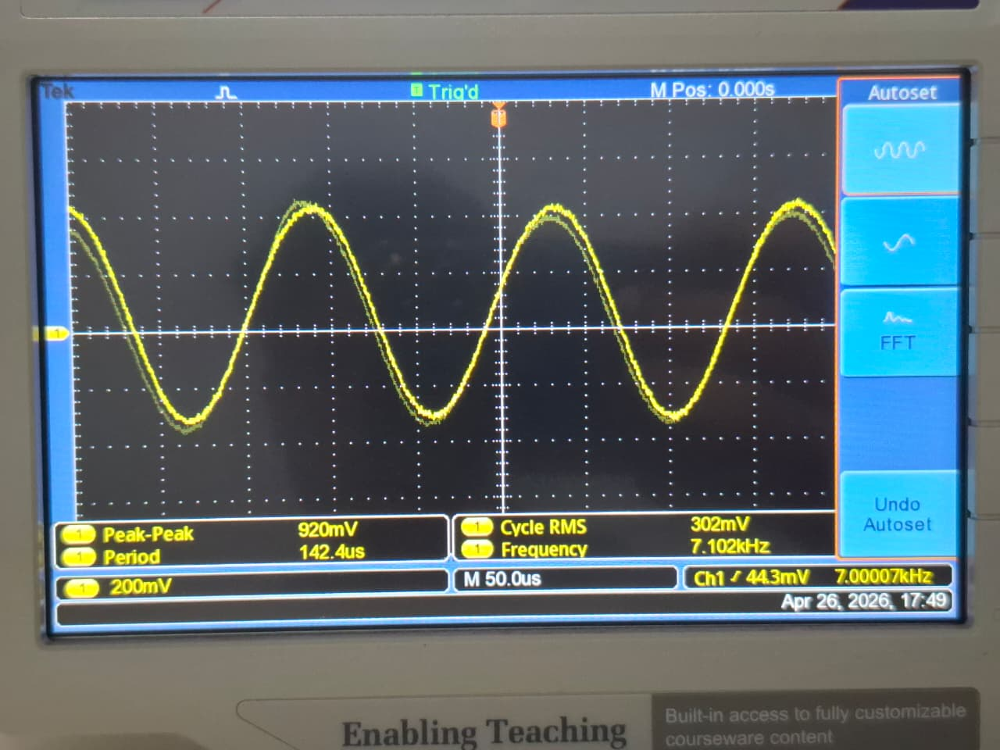 Tek
T Trig'd
M Pos: 0.000s
Autoset
T
1
FFT
Undo
Autoset
1 Peak-Peak 920mV
1 Period 142.4us
1 Cycle RMS 302mV
1 Frequency 7.102kHz
1 200mV
M 50.0us
Ch1 44.3mV 7.00007kHz
Apr 26, 2026, 17:49
Enabling Teaching
Built-in access to fully customizable
courseware content